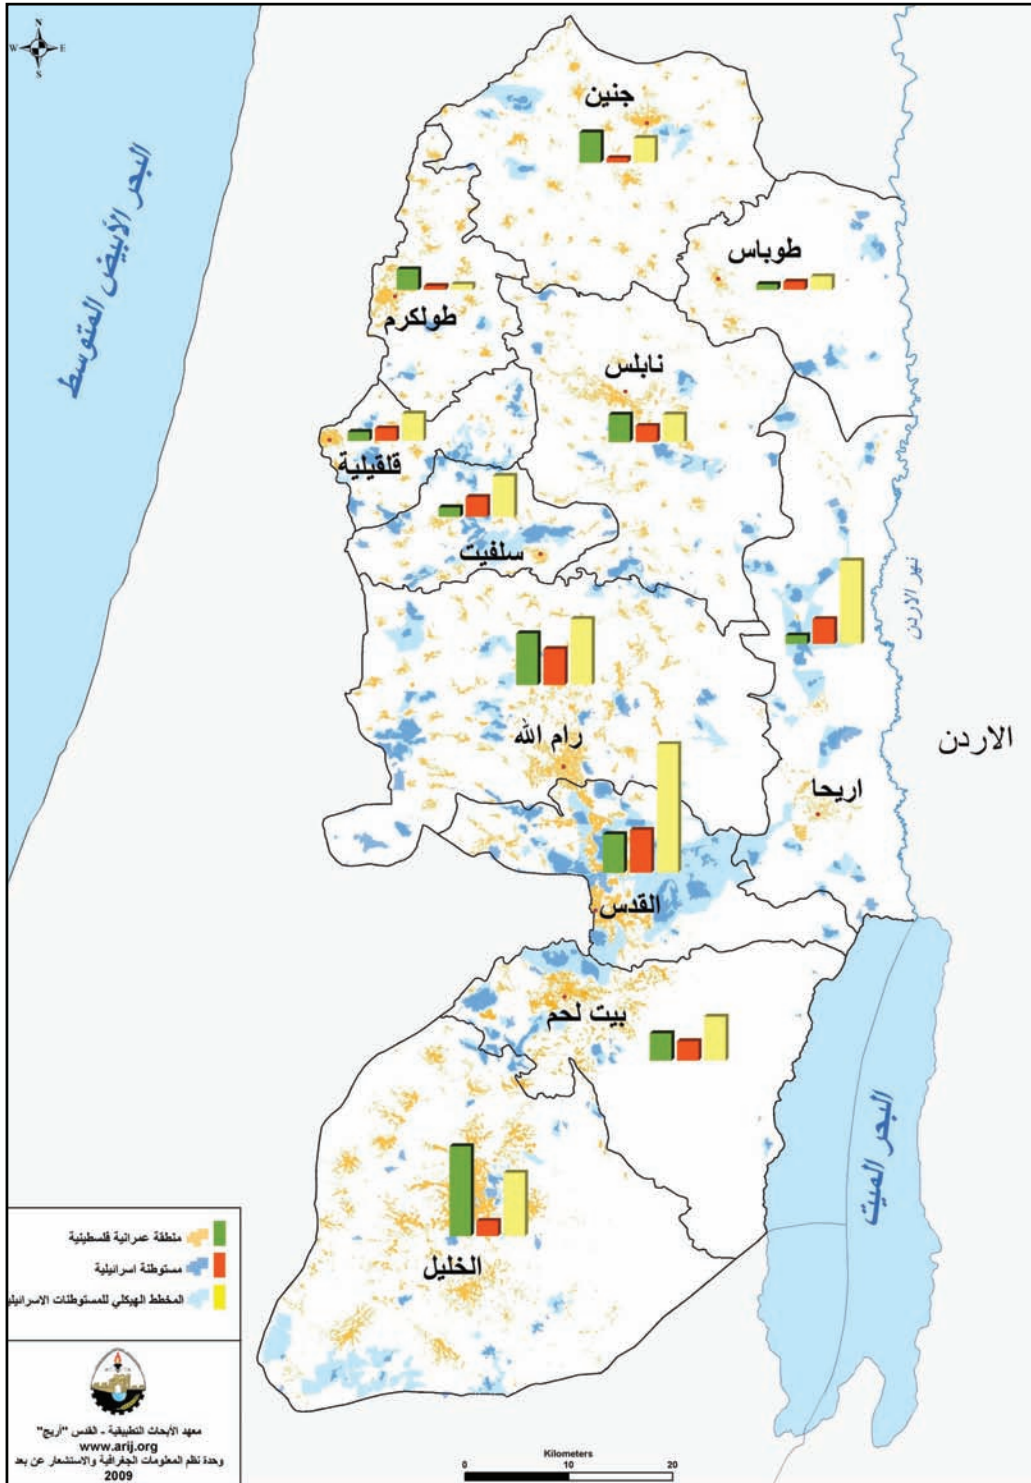 N
W E
S
جنين
طوباس
طولكرم
نابلس
قلقيلية
سلفيت
رام الله
اريحا
القدس
بيت لحم
الخليل
البحر الأبيض المتوسط
نهر الاردن
الاردن
البحر الميت
منطقة عمرانية فلسطينية
مستوطنة اسرائيلية
المخطط الهيكلي للمستوطنات الاسرائيلي
معهد الأبحاث التطبيقية - القدس "أريج"
www.arij.org
وحدة نظم المعلومات الجغرافية والاستشعار عن بعد
2009
Kilometers
0 10 20